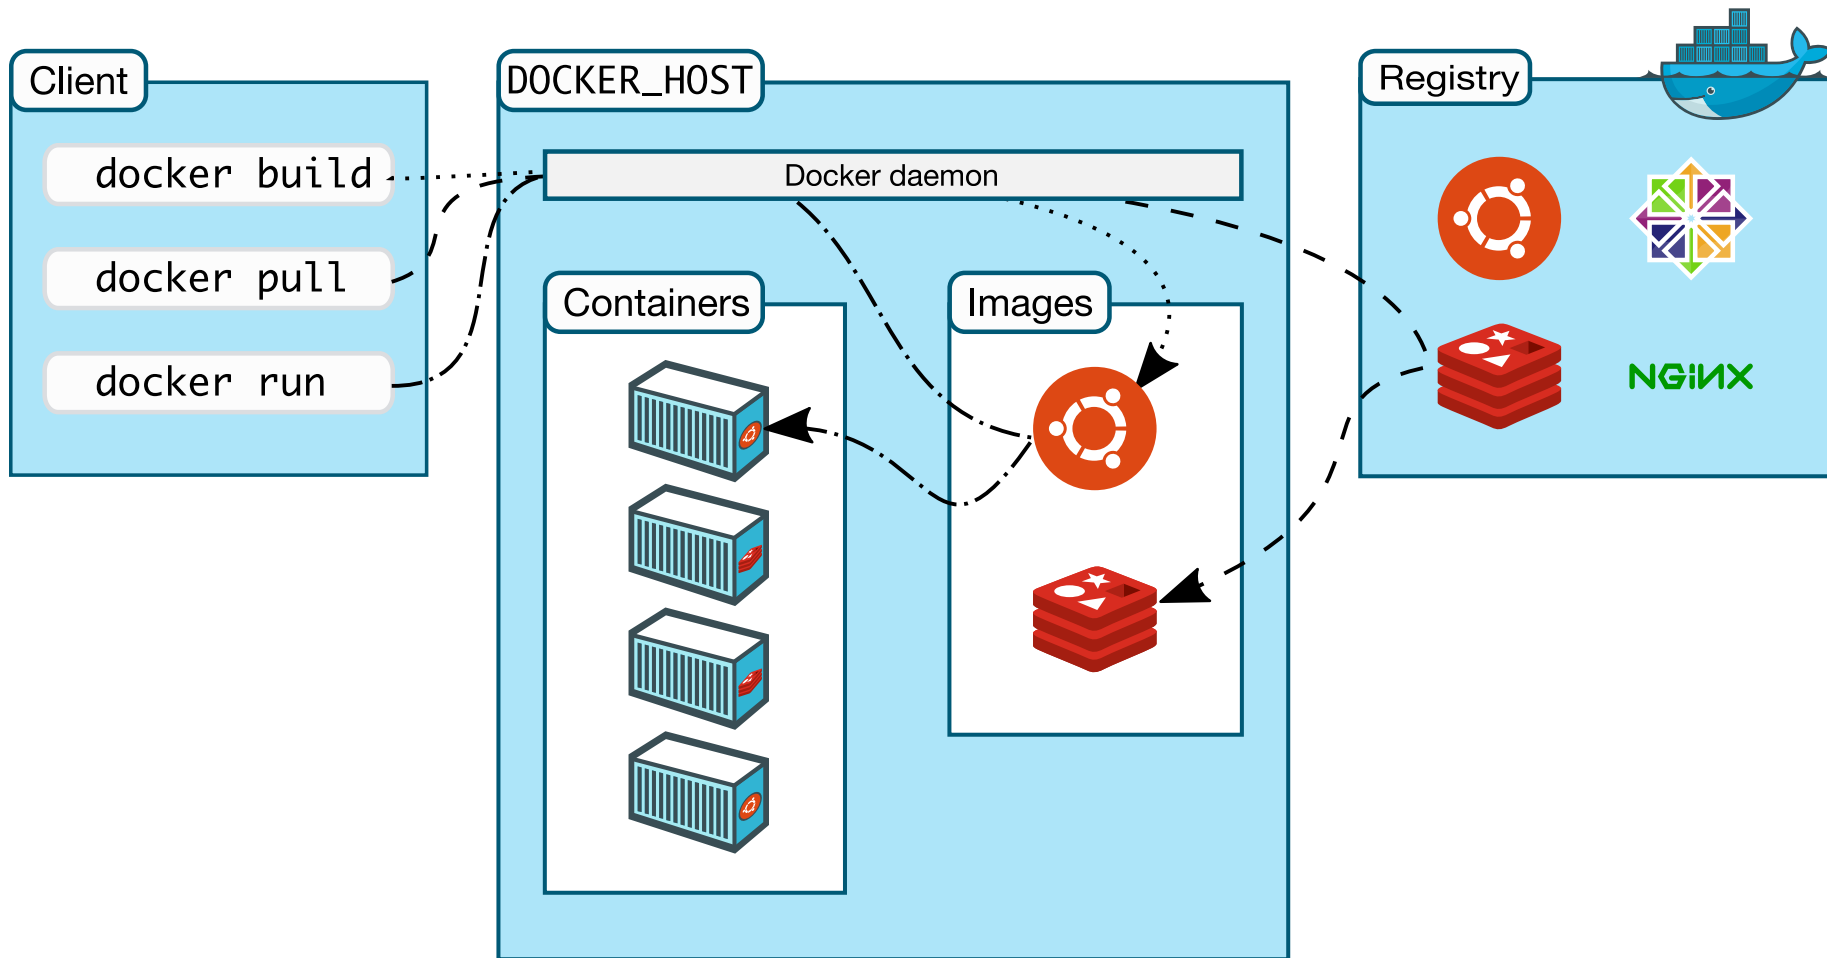 Client
docker build
docker pull
docker run
DOCKER_HOST
Docker daemon
Containers
Images
Registry
NGiNX